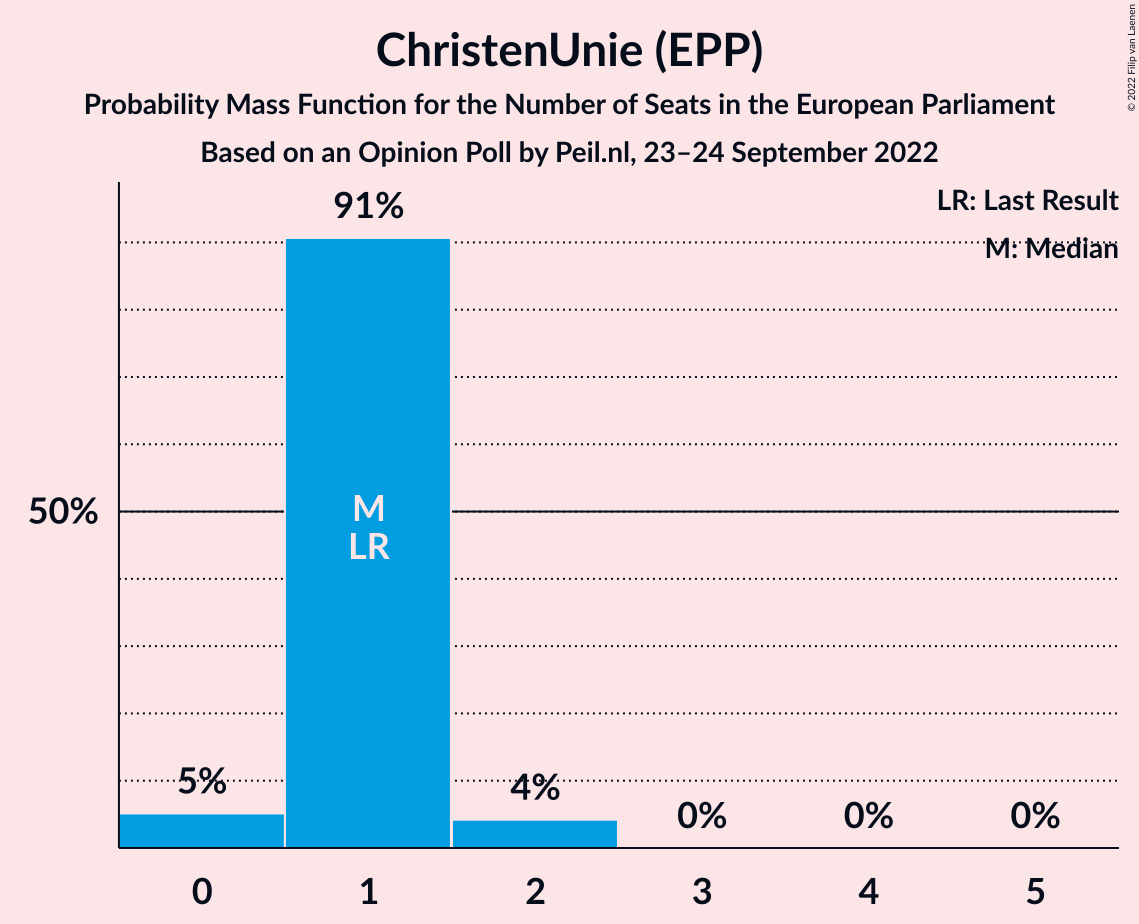 ChristenUnie (EPP)
Probability Mass Function for the Number of Seats in the European Parliament
Based on an Opinion Poll by Peil.nl, 23–24 September 2022
© 2022 Filip van Laenen
LR: Last Result
M: Median
91%
50%
M
LR
5%
4%
0%
0%
0%
0
1
2
3
4
5